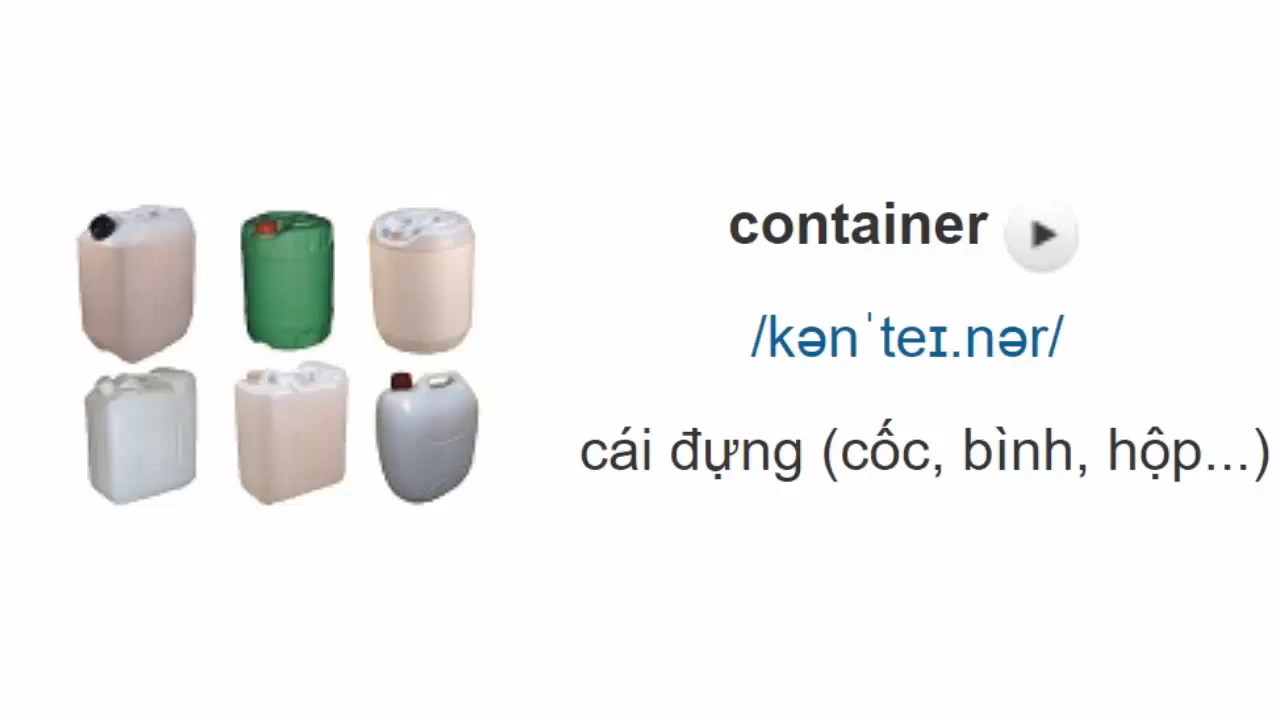 container
/kənˈteɪ.nər/
cái đựng (cốc, bình, hộp...)